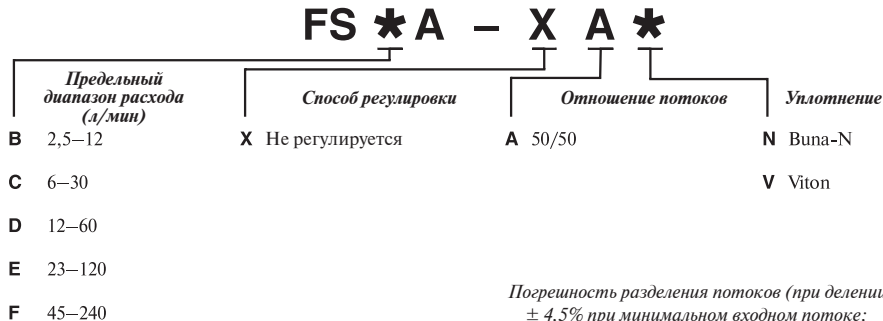 FS *A – X A *
Предельный
диапазон расхода
(л/мин)
Способ регулировки
Отношение потоков
Уплотнение
B 2,5–12
X Не регулируется
A 50/50
N Buna-N
C 6–30
V Viton
D 12–60
E 23–120
F 45–240
Погрешность разделения потоков (при делении
± 4,5% при минимальном входном потоке;